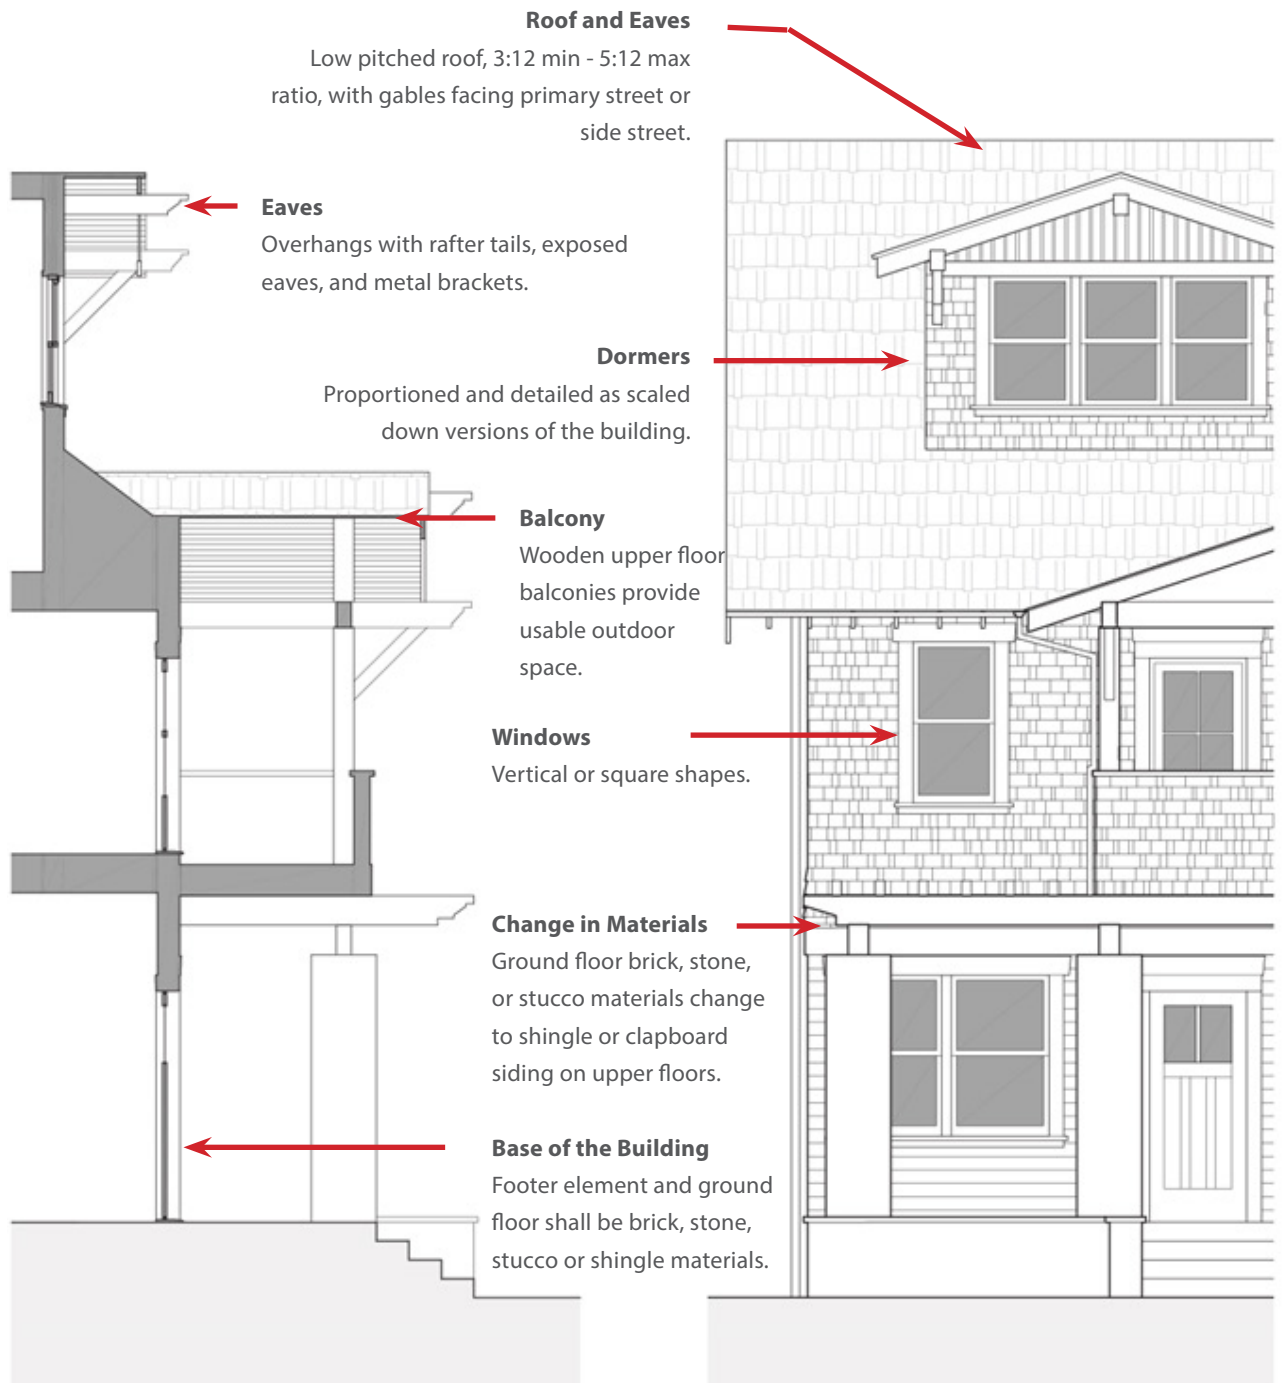 Roof and Eaves
Low pitched roof, 3:12 min - 5:12 max
ratio, with gables facing primary street or
side street.
Eaves
Overhangs with rafter tails, exposed
eaves, and metal brackets.
Dormers
Proportioned and detailed as scaled
down versions of the building.
Balcony
Wooden upper floor
balconies provide
usable outdoor
space.
Windows
Vertical or square shapes.
Change in Materials
Ground floor brick, stone,
or stucco materials change
to shingle or clapboard
siding on upper floors.
Base of the Building
Footer element and ground
floor shall be brick, stone,
stucco or shingle materials.